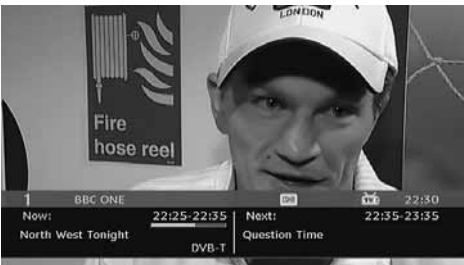 LONDON
Fire
hose reel
1 BBC ONE 22:30
Now: 22:25-22:35 Next: 22:35-23:35
North West Tonight Question Time
DVB-T